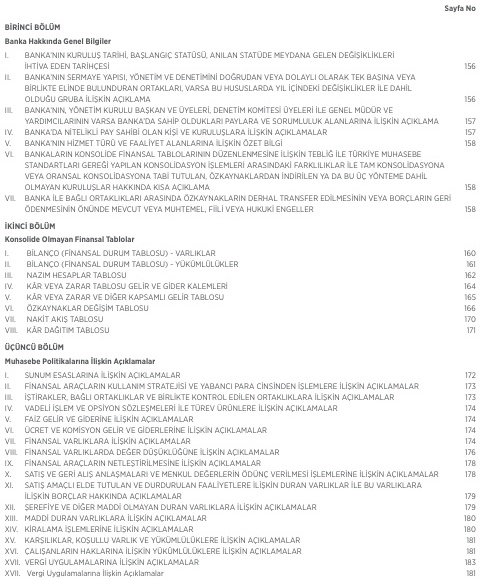 Sayfa No
BİRİNCİ BÖLÜM
Banka Hakkında Genel Bilgiler
I. BANKA'NIN KURULUŞ TARİHİ, BAŞLANGIÇ STATÜSÜ, ANILAN STATÜDE MEYDANA GELEN DEĞİŞİKLİKLERİ
İHTİVA EDEN TARİHÇESİ 156
II. BANKA'NIN SERMAYE YAPISI, YÖNETİM VE DENETİMİNİ DOĞRUDAN VEYA DOLAYLI OLARAK TEK BAŞINA VEYA
BİRLİKTE ELİNDE BULUNDURAN ORTAKLARI, VARSA BU HUSUSLARDA YIL İÇİNDEKİ DEĞİŞİKLİKLER İLE DAHİL
OLDUĞU GRUBA İLİŞKİN AÇIKLAMA 156
III. BANKA'NIN, YÖNETİM KURULU BAŞKAN VE ÜYELERİ, DENETİM KOMİTESİ ÜYELERİ İLE GENEL MÜDÜR VE
YARDIMCILARININ VARSA BANKA'DA SAHİP OLDUKLARI PAYLARA VE SORUMLULUK ALANLARINA İLİŞKİN AÇIKLAMA 157
IV. BANKA'DA NİTELİKLİ PAY SAHİBİ OLAN KİŞİ VE KURULUŞLARA İLİŞKİN AÇIKLAMALAR 157
V. BANKA'NIN HİZMET TÜRÜ VE FAALİYET ALANLARINA İLİŞKİN ÖZET BİLGİ 158
VI. BANKALARIN KONSOLİDE FİNANSAL TABLOLARININ DÜZENLENMESİNE İLİŞKİN TEBLİĞ İLE TÜRKİYE MUHASEBE
STANDARTLARI GEREĞİ YAPILAN KONSOLİDASYON İŞLEMLERİ ARASINDAKİ FARKLILIKLAR İLE TAM KONSOLİDASYONA
VEYA ORANSAL KONSOLİDASYONA TABİ TUTULAN, ÖZKAYNAKLARDAN İNDİRİLEN YA DA BU ÜÇ YÖNTEME DAHİL
OLMAYAN KURULUŞLAR HAKKINDA KISA AÇIKLAMA 158
VII. BANKA İLE BAĞLI ORTAKLIKLARI ARASINDA ÖZKAYNAKLARIN DERHAL TRANSFER EDİLMESİNİN VEYA BORÇLARIN GERİ
ÖDENMESİNİN ÖNÜNDE MEVCUT VEYA MUHTEMEL, FİİLİ VEYA HUKUKİ ENGELLER 158
İKİNCİ BÖLÜM
Konsolide Olmayan Finansal Tablolar
I. BİLANÇO (FİNANSAL DURUM TABLOSU) - VARLIKLAR 160
II. BİLANÇO (FİNANSAL DURUM TABLOSU) - YÜKÜMLÜLÜKLER 161
III. NAZIM HESAPLAR TABLOSU 162
IV. KÂR VEYA ZARAR TABLOSU GELİR VE GİDER KALEMLERİ 164
V. KÂR VEYA ZARAR VE DİĞER KAPSAMLI GELİR TABLOSU 165
VI. ÖZKAYNAKLAR DEĞİŞİM TABLOSU 166
VII. NAKİT AKIŞ TABLOSU 170
VIII. KÂR DAĞITIM TABLOSU 171
ÜÇÜNCÜ BÖLÜM
Muhasebe Politikalarına İlişkin Açıklamalar
I. SUNUM ESASLARINA İLİŞKİN AÇIKLAMALAR 172
II. FİNANSAL ARAÇLARIN KULLANIM STRATEJİSİ VE YABANCI PARA CİNSİNDEN İŞLEMLERE İLİŞKİN AÇIKLAMALAR 173
III. İŞTİRAKLER, BAĞLI ORTAKLIKLAR VE BİRLİKTE KONTROL EDİLEN ORTAKLIKLARA İLİŞKİN AÇIKLAMALAR 173
IV. VADELİ İŞLEM VE OPSİYON SÖZLEŞMELERİ İLE TÜREV ÜRÜNLERE İLİŞKİN AÇIKLAMALAR 174
V. FAİZ GELİR VE GİDERİNE İLİŞKİN AÇIKLAMALAR 174
VI. ÜCRET VE KOMİSYON GELİR VE GİDERLERİNE İLİŞKİN AÇIKLAMALAR 174
VII. FİNANSAL VARLIKLARA İLİŞKİN AÇIKLAMALAR 174
VIII. FİNANSAL VARLIKLARDA DEĞER DÜŞÜKLÜĞÜNE İLİŞKİN AÇIKLAMALAR 176
IX. FİNANSAL ARAÇLARIN NETLEŞTİRİLMESİNE İLİŞKİN AÇIKLAMALAR 178
X. SATIŞ VE GERİ ALIŞ ANLAŞMALARI VE MENKUL DEĞERLERİN ÖDÜNÇ VERİLMESİ İŞLEMLERİNE İLİŞKİN AÇIKLAMALAR 178
XI. SATIŞ AMAÇLI ELDE TUTULAN VE DURDURULAN FAALİYETLERE İLİŞKİN DURAN VARLIKLAR İLE BU VARLIKLARA
İLİŞKİN BORÇLAR HAKKINDA AÇIKLAMALAR 179
XII. ŞEREFİYE VE DİĞER MADDİ OLMAYAN DURAN VARLIKLARA İLİŞKİN AÇIKLAMALAR 179
XIII. MADDİ DURAN VARLIKLARA İLİŞKİN AÇIKLAMALAR 180
XIV. KİRALAMA İŞLEMLERİNE İLİŞKİN AÇIKLAMALAR 180
XV. KARŞILIKLAR, KOŞULLU VARLIK VE YÜKÜMLÜLÜKLERE İLİŞKİN AÇIKLAMALAR 181
XVI. ÇALIŞANLARIN HAKLARINA İLİŞKİN YÜKÜMLÜLÜKLERE İLİŞKİN AÇIKLAMALAR 181
XVII. VERGİ UYGULAMALARINA İLİŞKİN AÇIKLAMALAR 183
XVII. Vergi Uygulamalarına İlişkin Açıklamalar 181